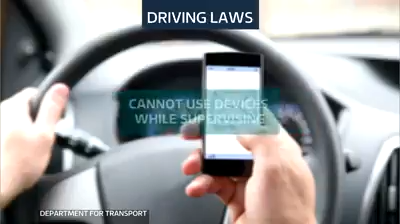 DRIVING LAWS
CANNOT USE DEVICES
WHILE SUPERVISING
DEPARTMENT FOR TRANSPORT